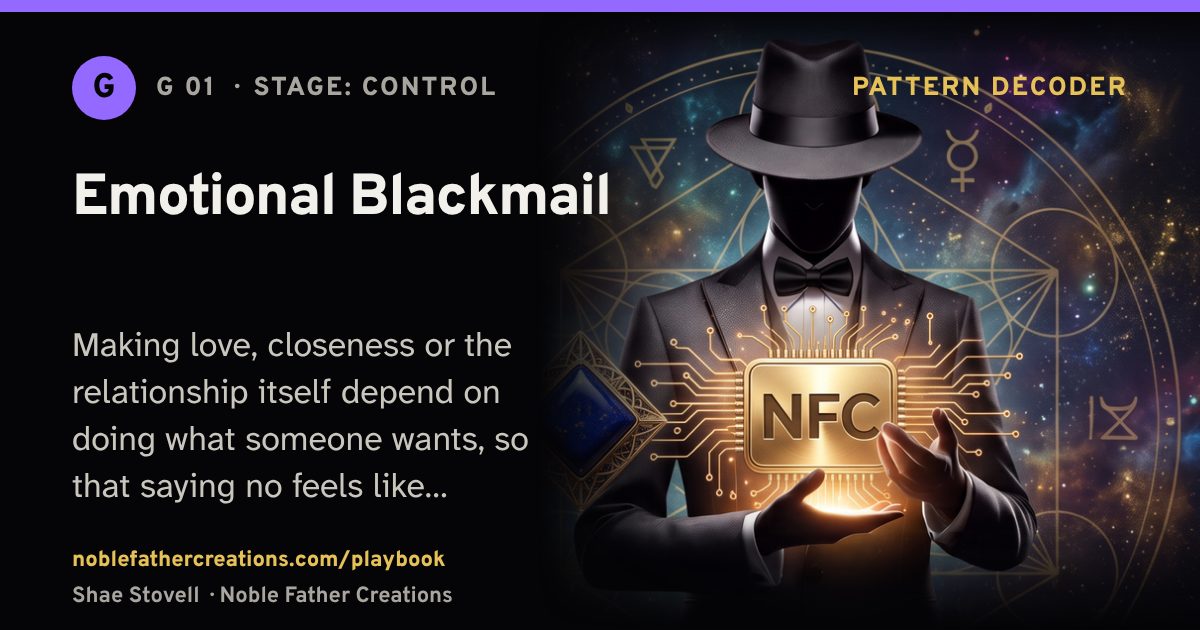 G
G 01 · STAGE: CONTROL
PATTERN DECODER
Emotional Blackmail
Making love, closeness or the
relationship itself depend on
doing what someone wants, so
that saying no feels like...
NFC
noblefathercreations.com/playbook
Shae Stovell · Noble Father Creations